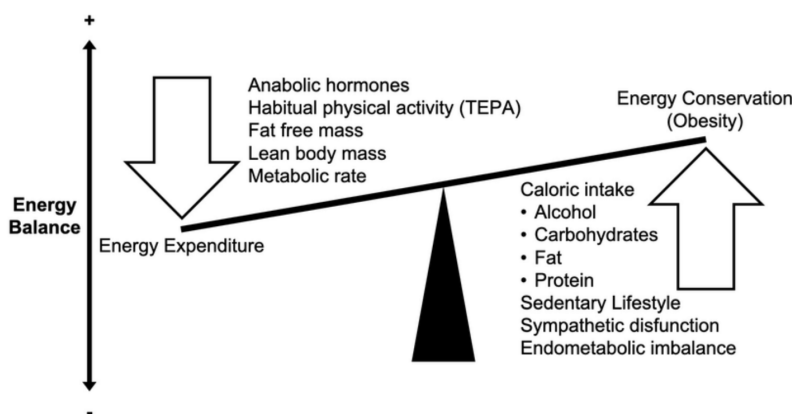 +
Anabolic hormones
Habitual physical activity (TEPA)
Fat free mass
Lean body mass
Metabolic rate
Energy Conservation
(Obesity)
Energy
Balance
Energy Expenditure
Caloric intake
• Alcohol
• Carbohydrates
• Fat
• Protein
Sedentary Lifestyle
Sympathetic disfunction
Endometabolic imbalance
-